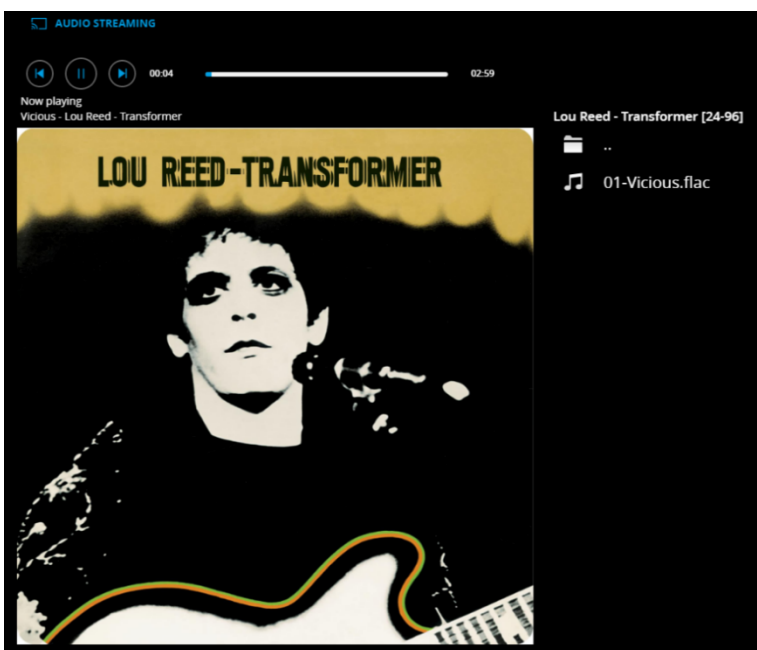 AUDIO STREAMING
00:04
02:59
Now playing
Vicious - Lou Reed - Transformer
LOU REED-TRANSFORMER
Lou Reed - Transformer [24-96]
..
01-Vicious.flac